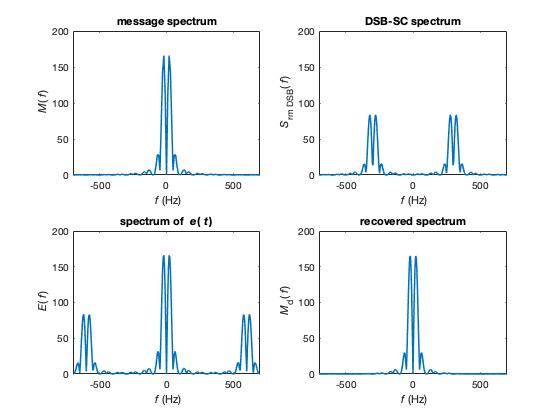 message spectrum
200
150
100
50
0
M(f)
-500 0 500
f (Hz)
DSB-SC spectrum
200
150
100
50
0
S_rm DSB(f)
-500 0 500
f (Hz)
spectrum of e(t)
200
150
100
50
0
E(f)
-500 0 500
f (Hz)
recovered spectrum
200
150
100
50
0
M_d(f)
-500 0 500
f (Hz)